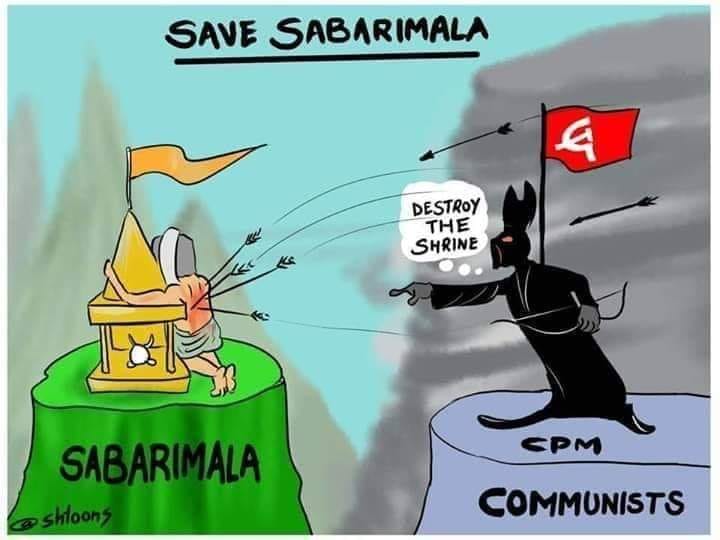 SAVE SABARIMALA
DESTROY
THE
SHRINE
SABARIMALA
CPM
COMMUNISTS
@shloons